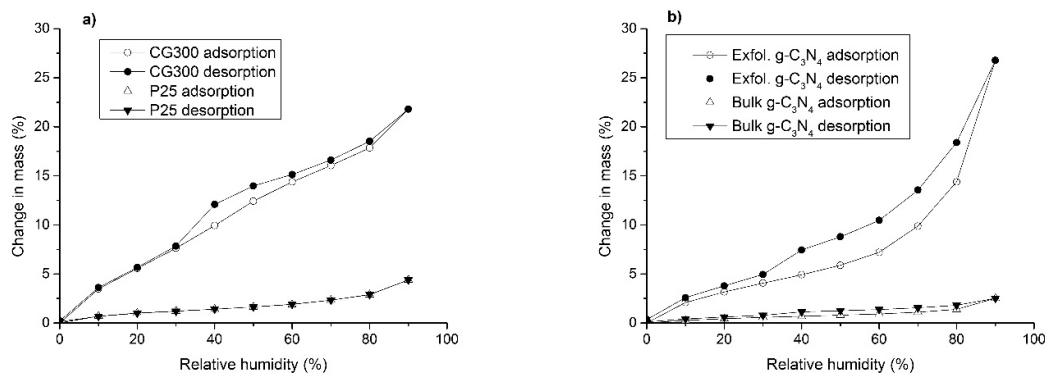 a)
30
25
20
15
10
5
0
Change in mass (%)
CG300 adsorption
CG300 desorption
P25 adsorption
P25 desorption
0 20 40 60 80 100
Relative humidity (%)
b)
30
25
20
15
10
5
0
Change in mass (%)
Exfol. g-C₃N₄ adsorption
Exfol. g-C₃N₄ desorption
Bulk g-C₃N₄ adsorption
Bulk g-C₃N₄ desorption
0 20 40 60 80 100
Relative humidity (%)